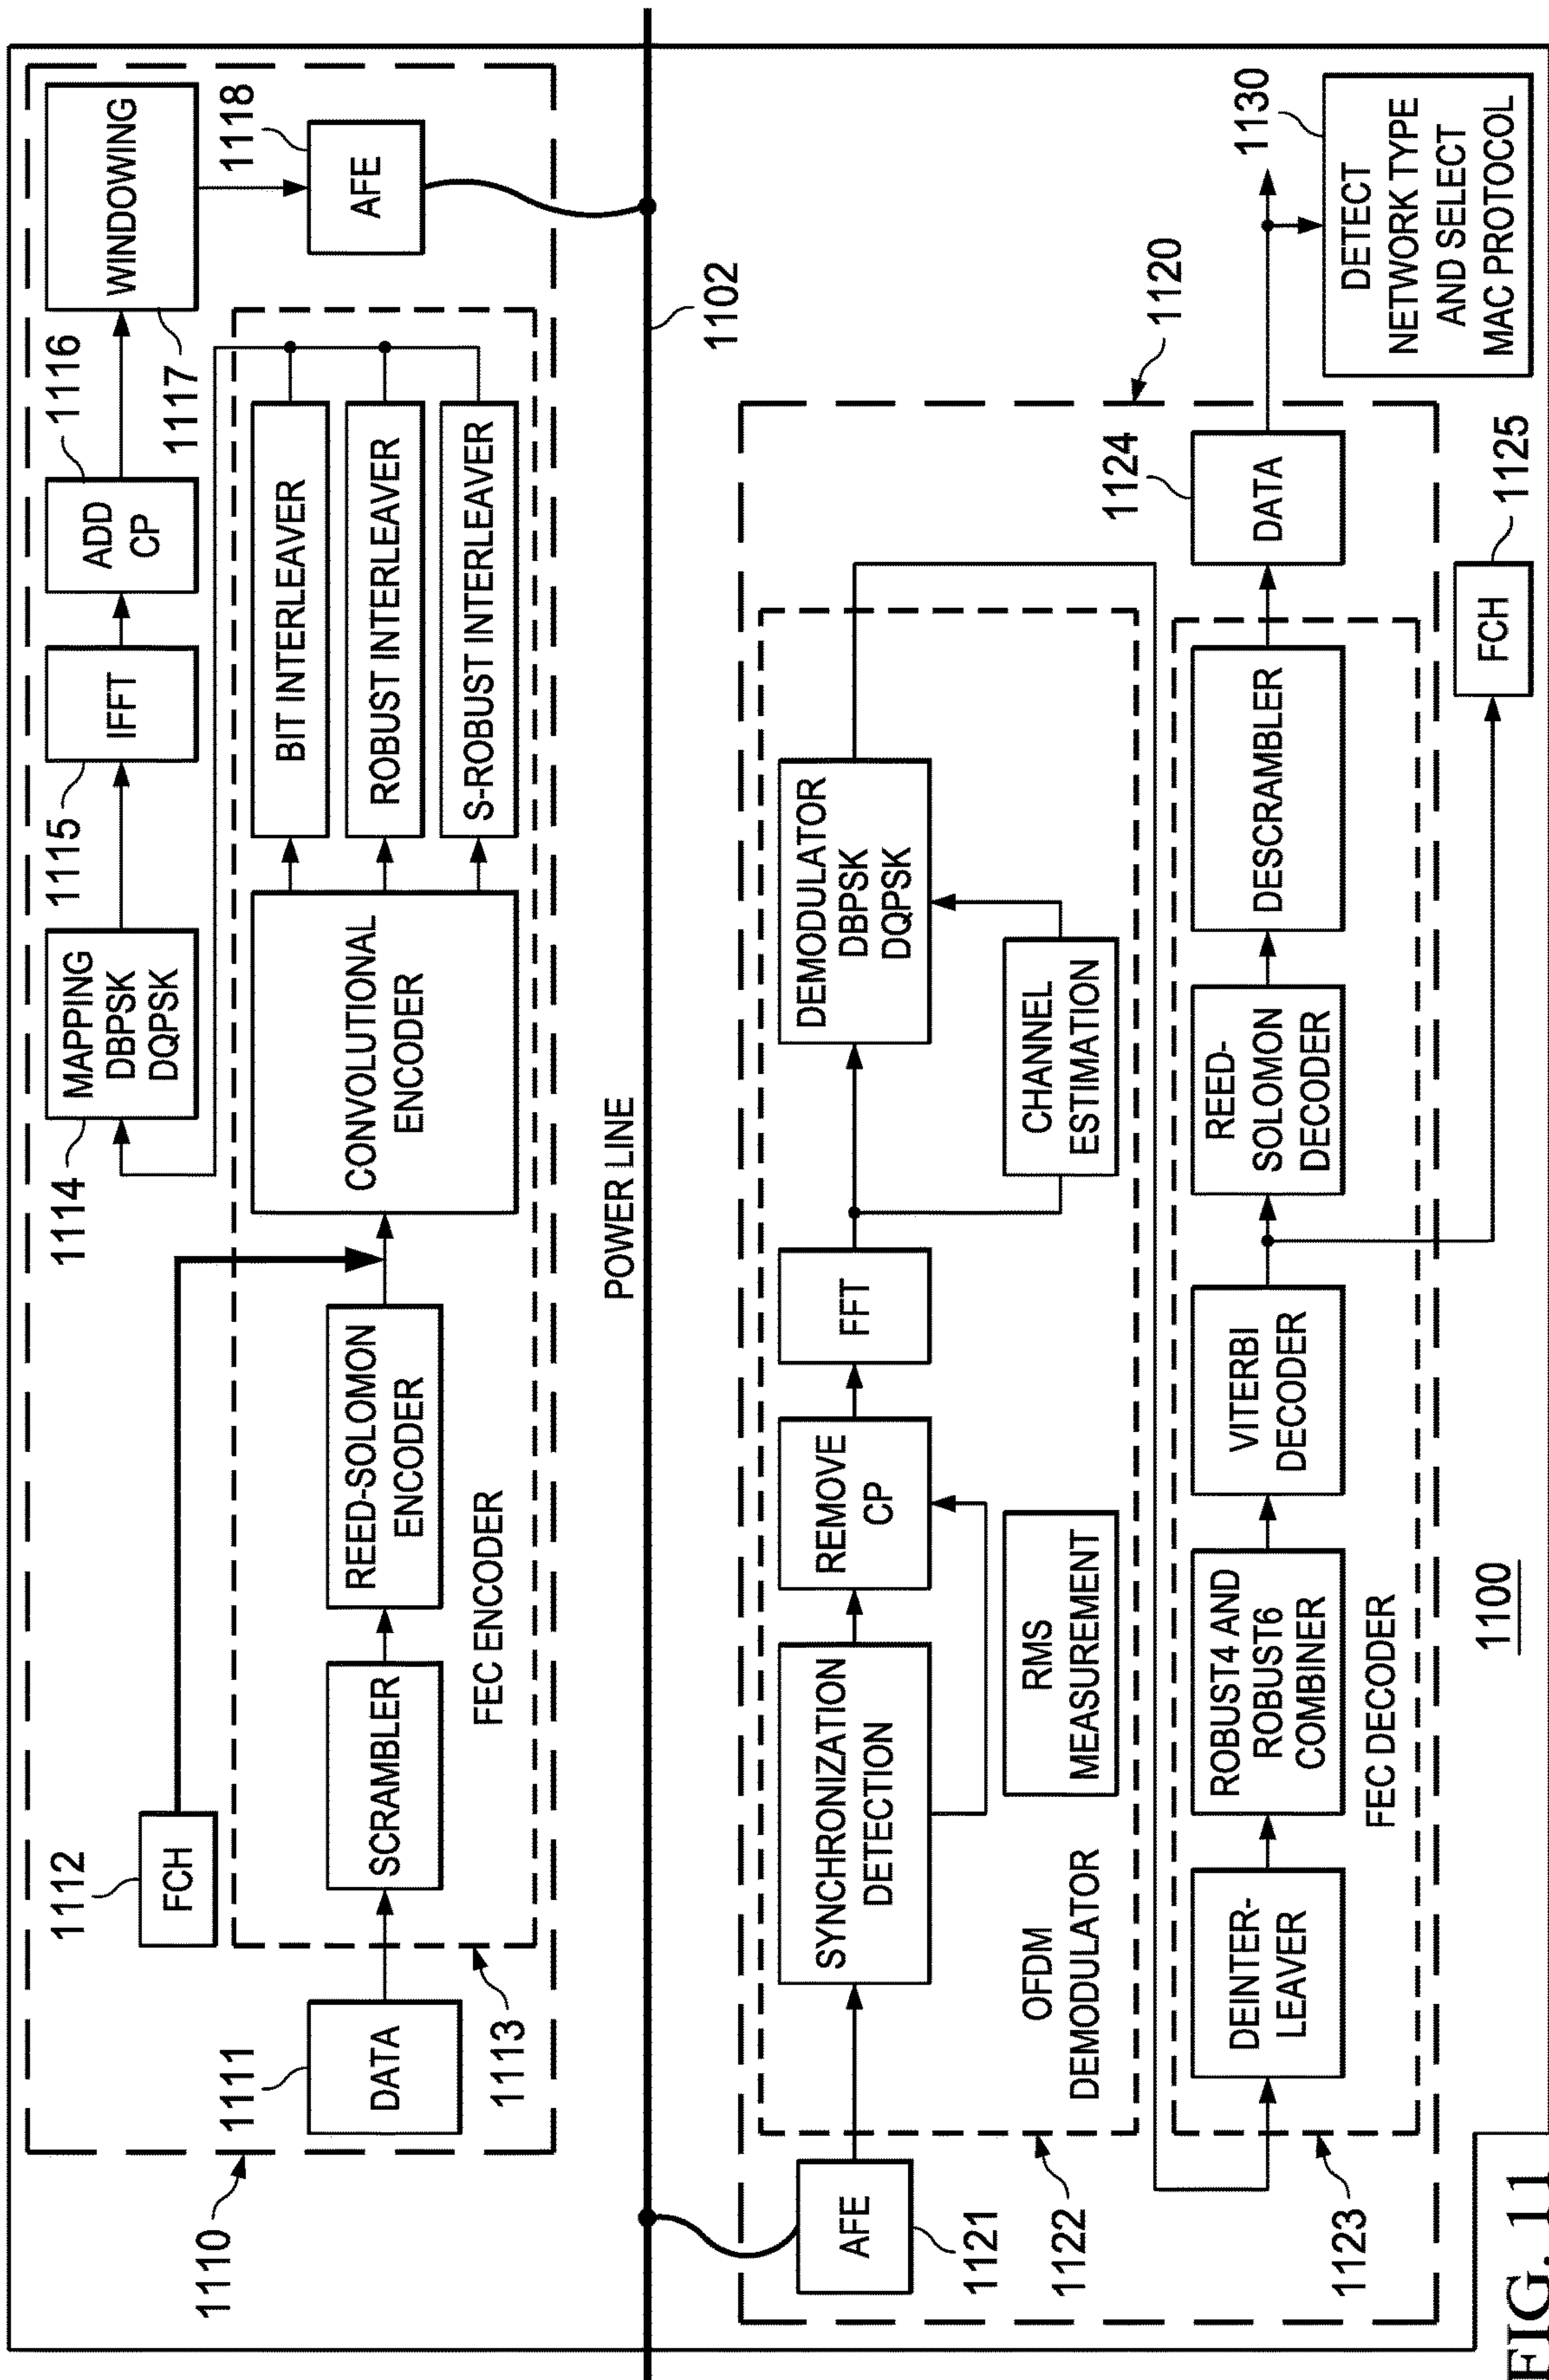 1110
1111
DATA
1112
FCH
1113
SCRAMBLER
REED-SOLOMON
ENCODER
FEC ENCODER
CONVOLUTIONAL
ENCODER
BIT INTERLEAVER
ROBUST INTERLEAVER
S-ROBUST INTERLEAVER
1114
MAPPING
DBPSK
DQPSK
1115
IFFT
1116
ADD
CP
1117
WINDOWING
1118
AFE
POWER LINE
1102
AFE
1121
1122
OFDM
DEMODULATOR
SYNCHRONIZATION
DETECTION
REMOVE
CP
RMS
MEASUREMENT
FFT
CHANNEL
ESTIMATION
DEMODULATOR
DBPSK
DQPSK
1120
1123
DEINTER-
LEAVER
ROBUST4 AND
ROBUST6
COMBINER
FEC DECODER
VITERBI
DECODER
REED-
SOLOMON
DECODER
DESCRAMBLER
1124
DATA
FCH
1125
1130
DETECT
NETWORK TYPE
AND SELECT
MAC PROTOCOL
1100
FIG. 11